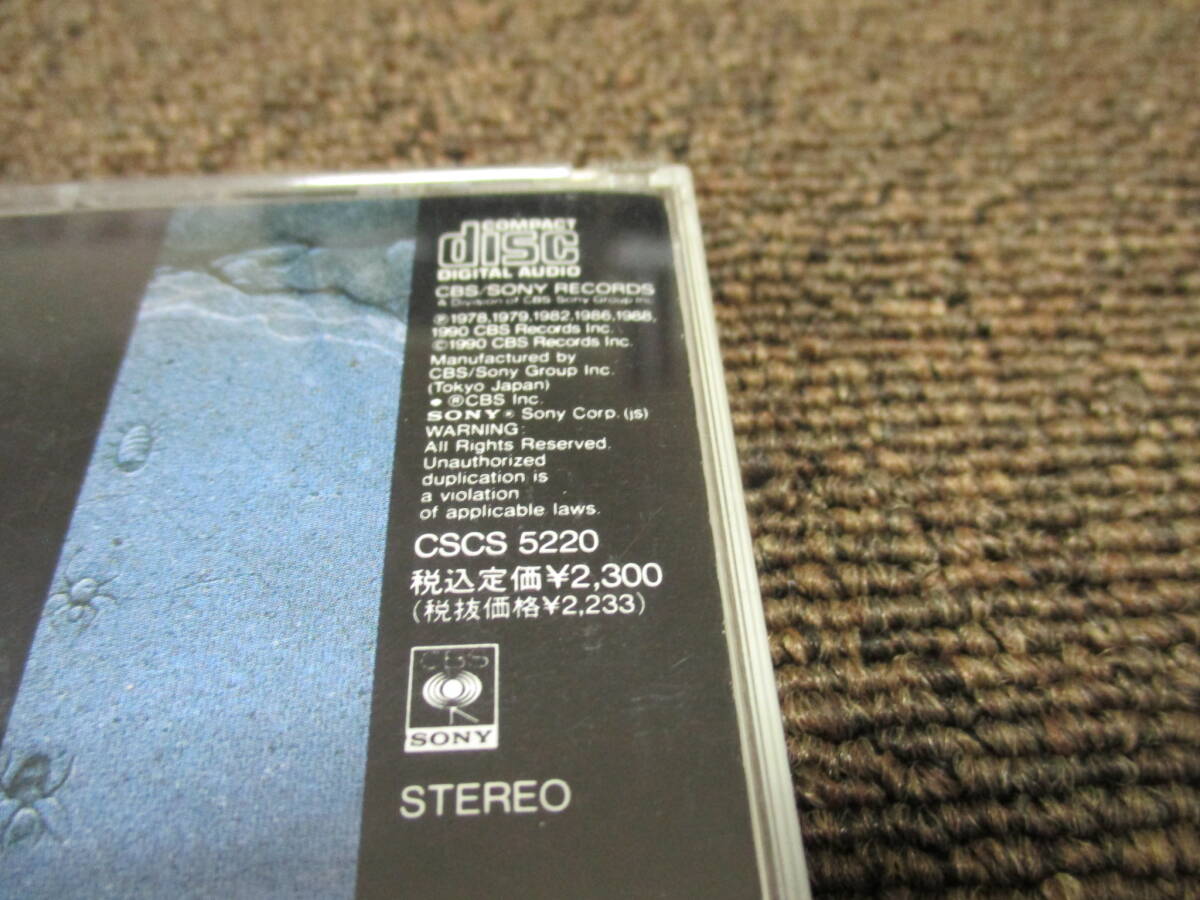 COMPACT
disc
DIGITAL AUDIO
CBS/SONY RECORDS
A Division of CBS Sony Group Inc.
℗1978,1979,1982,1986,1988,
1990 CBS Records Inc.
©1990 CBS Records Inc.
Manufactured by
CBS/Sony Group Inc.
(Tokyo Japan)
● ®CBS Inc.
SONY® Sony Corp. (js)
WARNING:
All Rights Reserved.
Unauthorized
duplication is
a violation
of applicable laws.
CSCS 5220
税込定価¥2,300
(税抜価格¥2,233)
CBS
SONY
STEREO